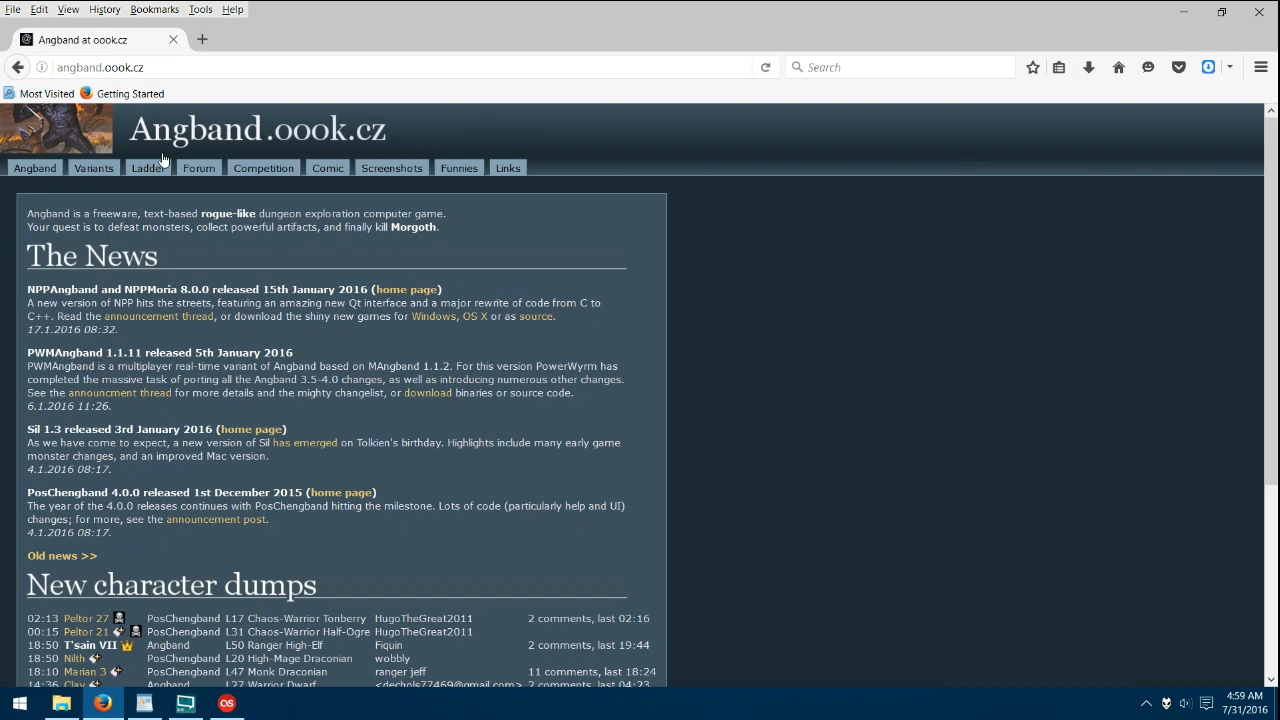 File Edit View History Bookmarks Tools Help
Angband at oook.cz
angband.oook.cz
Search
Most Visited Getting Started
Angband.oook.cz
Angband Variants Ladder Forum Competition Comic Screenshots Funnies Links
Angband is a freeware, text-based rogue-like dungeon exploration computer game.
Your quest is to defeat monsters, collect powerful artifacts, and finally kill Morgoth.
The News
NPPAngband and NPPMoria 8.0.0 released 15th January 2016 (home page)
A new version of NPP hits the streets, featuring an amazing new Qt interface and a major rewrite of code from C to
C++. Read the announcement thread, or download the shiny new games for Windows, OS X or as source.
17.1.2016 08:32.
PWMAngband 1.1.11 released 5th January 2016
PWMAngband is a multiplayer real-time variant of Angband based on MAngband 1.1.2. For this version PowerWyrm has
completed the massive task of porting all the Angband 3.5-4.0 changes, as well as introducing numerous other changes.
See the announcment thread for more details and the mighty changelist, or download binaries or source code.
6.1.2016 11:26.
Sil 1.3 released 3rd January 2016 (home page)
As we have come to expect, a new version of Sil has emerged on Tolkien's birthday. Highlights include many early game
monster changes, and an improved Mac version.
4.1.2016 08:17.
PosChengband 4.0.0 released 1st December 2015 (home page)
The year of the 4.0.0 releases continues with PosChengband hitting the milestone. Lots of code (particularly help and UI)
changes; for more, see the announcement post.
4.1.2016 08:17.
Old news >>
New character dumps
02:13 Peltor 27 PosChengband L17 Chaos-Warrior Tonberry HugoTheGreat2011 2 comments, last 02:16
00:15 Peltor 21 PosChengband L31 Chaos-Warrior Half-Ogre HugoTheGreat2011
18:50 T'sain VII Angband L50 Ranger High-Elf Fiquin 2 comments, last 19:44
18:50 Nilth PosChengband L20 High-Mage Draconian wobbly
18:10 Marian 3 PosChengband L47 Monk Draconian ranger jeff 11 comments, last 18:24
14:36 Clay Angband L27 Warrior Dwarf <dechols77469@gmail.com> 2 comments, last 04:23
4:59 AM
7/31/2016